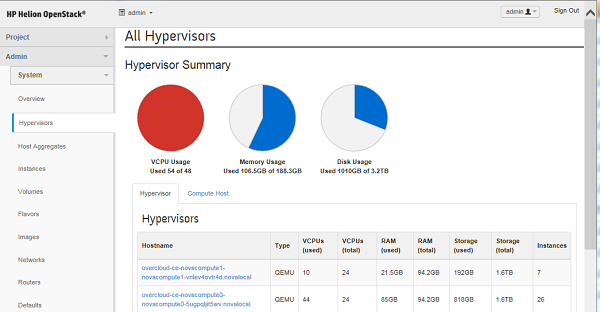 HP Helion OpenStack®
admin
admin
Sign Out
Project
Admin
System
Overview
Hypervisors
Host Aggregates
Instances
Volumes
Flavors
Images
Networks
Routers
Defaults
All Hypervisors
Hypervisor Summary
VCPU Usage
Used 54 of 48
Memory Usage
Used 106.5GB of 188.3GB
Disk Usage
Used 1010GB of 3.2TB
Hypervisor Compute Host
Hypervisors
Hostname Type VCPUs (used) VCPUs (total) RAM (used) RAM (total) Storage (used) Storage (total) Instances
overcloud-ce-novacompute1-
novacompute1-vnlev4ovtr4d.novalocal QEMU 10 24 21.5GB 94.2GB 192GB 1.6TB 7
overcloud-ce-novacompute0-
novacompute0-5ugpqljlt5wv.novalocal QEMU 44 24 85GB 94.2GB 818GB 1.6TB 26